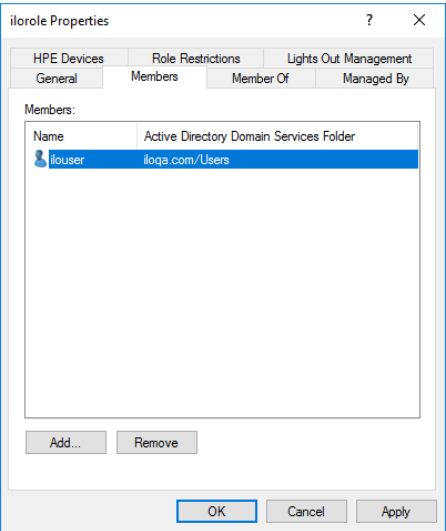 ilorole Properties
?
HPE Devices Role Restrictions Lights Out Management
General Members Member Of Managed By
Members:
Name Active Directory Domain Services Folder
ilouser iloqa.com/Users
Add... Remove
OK Cancel Apply